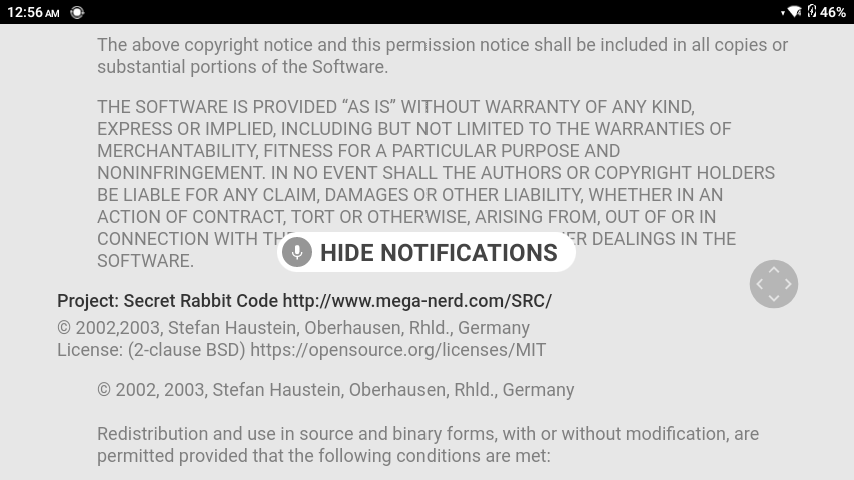 12:56 AM
46%
The above copyright notice and this permission notice shall be included in all copies or
substantial portions of the Software.
THE SOFTWARE IS PROVIDED “AS IS” WITHOUT WARRANTY OF ANY KIND,
EXPRESS OR IMPLIED, INCLUDING BUT NOT LIMITED TO THE WARRANTIES OF
MERCHANTABILITY, FITNESS FOR A PARTICULAR PURPOSE AND
NONINFRINGEMENT. IN NO EVENT SHALL THE AUTHORS OR COPYRIGHT HOLDERS
BE LIABLE FOR ANY CLAIM, DAMAGES OR OTHER LIABILITY, WHETHER IN AN
ACTION OF CONTRACT, TORT OR OTHERWISE, ARISING FROM, OUT OF OR IN
CONNECTION WITH DEALINGS IN THE
HIDE NOTIFICATIONS
SOFTWARE.
Project: Secret Rabbit Code http://www.mega-nerd.com/SRC/
© 2002,2003, Stefan Haustein, Oberhausen, Rhld., Germany
License: (2-clause BSD) https://opensource.org/licenses/MIT
© 2002, 2003, Stefan Haustein, Oberhausen, Rhld., Germany
Redistribution and use in source and binary forms, with or without modification, are
permitted provided that the following conditions are met: